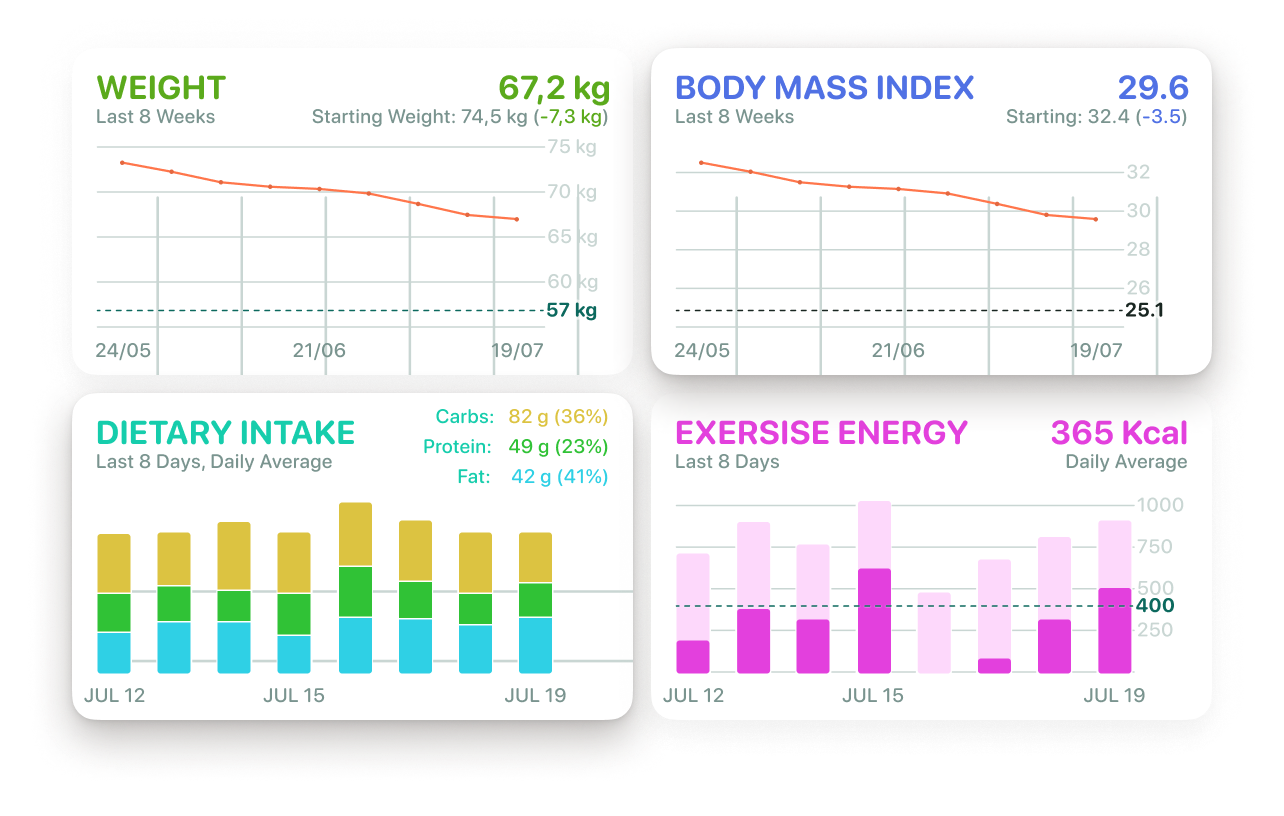 WEIGHT 67,2 kg
Last 8 Weeks Starting Weight: 74,5 kg (-7,3 kg)
75 kg
70 kg
65 kg
60 kg
57 kg
24/05 21/06 19/07
BODY MASS INDEX 29.6
Last 8 Weeks Starting: 32.4 (-3.5)
32
30
28
26
25.1
24/05 21/06 19/07
DIETARY INTAKE
Last 8 Days, Daily Average
Carbs: 82 g (36%)
Protein: 49 g (23%)
Fat: 42 g (41%)
JUL 12 JUL 15 JUL 19
EXERSISE ENERGY 365 Kcal
Last 8 Days Daily Average
1000
750
500
400
250
JUL 12 JUL 15 JUL 19